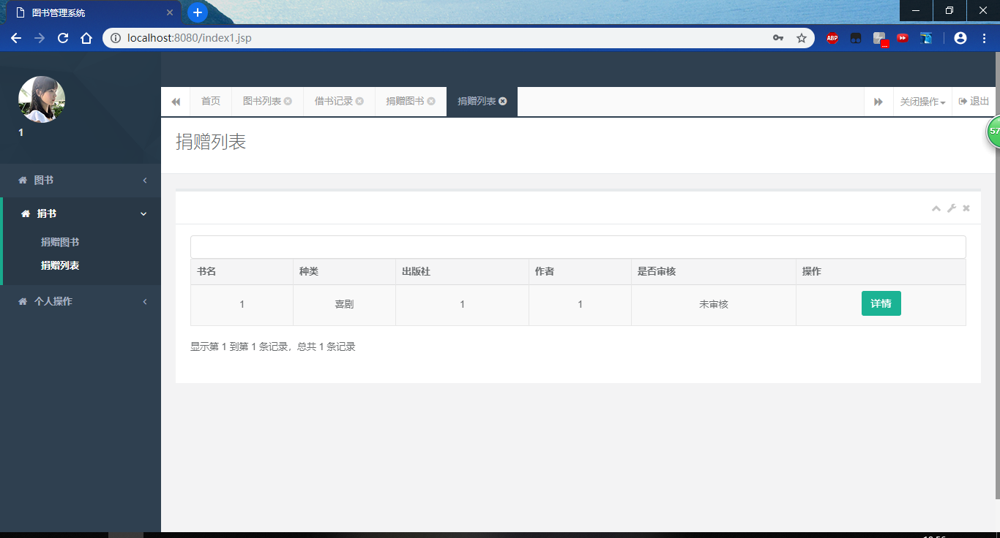 图书管理系统
localhost:8080/index1.jsp
ABP
1
图书
捐书
捐赠图书
捐赠列表
个人操作
首页
图书列表
借书记录
捐赠图书
捐赠列表
关闭操作
退出
57
捐赠列表
书名 种类 出版社 作者 是否审核 操作
1 喜剧 1 1 未审核 详情
显示第 1 到第 1 条记录，总共 1 条记录